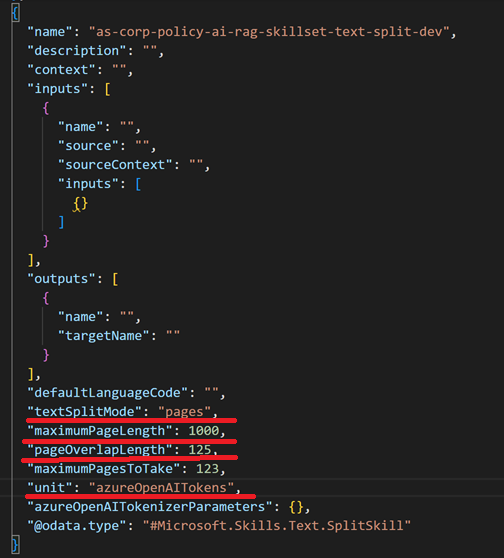 {
"name": "as-corp-policy-ai-rag-skillset-text-split-dev",
"description": "",
"context": "",
"inputs": [
{
"name": "",
"source": "",
"sourceContext": "",
"inputs": [
{}
]
}
],
"outputs": [
{
"name": "",
"targetName": ""
}
],
"defaultLanguageCode": "",
"textSplitMode": "pages",
"maximumPageLength": 1000,
"pageOverlapLength": 125,
"maximumPagesToTake": 123,
"unit": "azureOpenAITokens",
"azureOpenAITokenizerParameters": {},
"@odata.type": "#Microsoft.Skills.Text.SplitSkill"
}